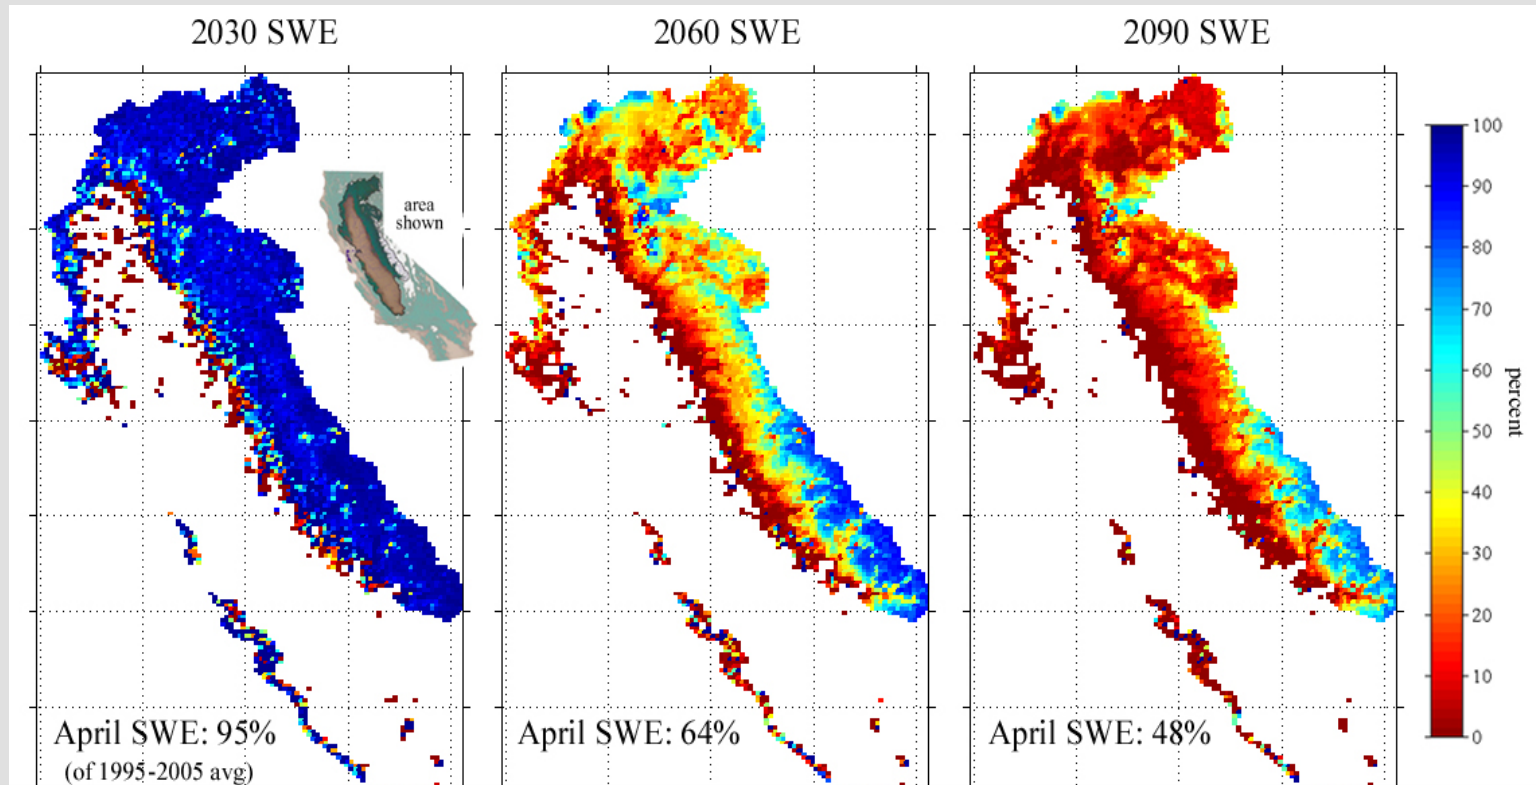 2030 SWE
2060 SWE
2090 SWE
area
shown
100
90
80
70
60
50
40
30
20
10
0
percent
April SWE: 95%
(of 1995-2005 avg)
April SWE: 64%
April SWE: 48%